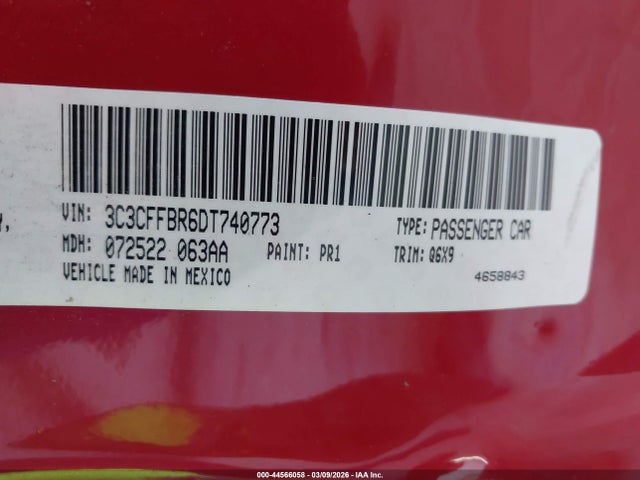 VIN: 3C3CFFBR6DT740773 TYPE: PASSENGER CAR
MDH: 072522 063AA PAINT: PR1 TRIM: Q6X9
VEHICLE MADE IN MEXICO 4658843
000-44566058 - 03/09/2026 - IAA Inc.